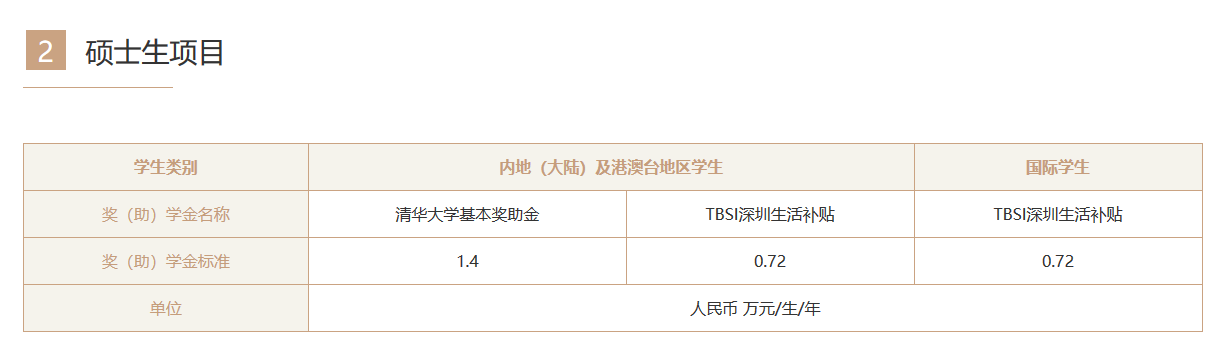 2 硕士生项目
学生类别 内地（大陆）及港澳台地区学生 国际学生
奖（助）学金名称 清华大学基本奖助金 TBSI深圳生活补贴 TBSI深圳生活补贴
奖（助）学金标准 1.4 0.72 0.72
单位 人民币 万元/生/年